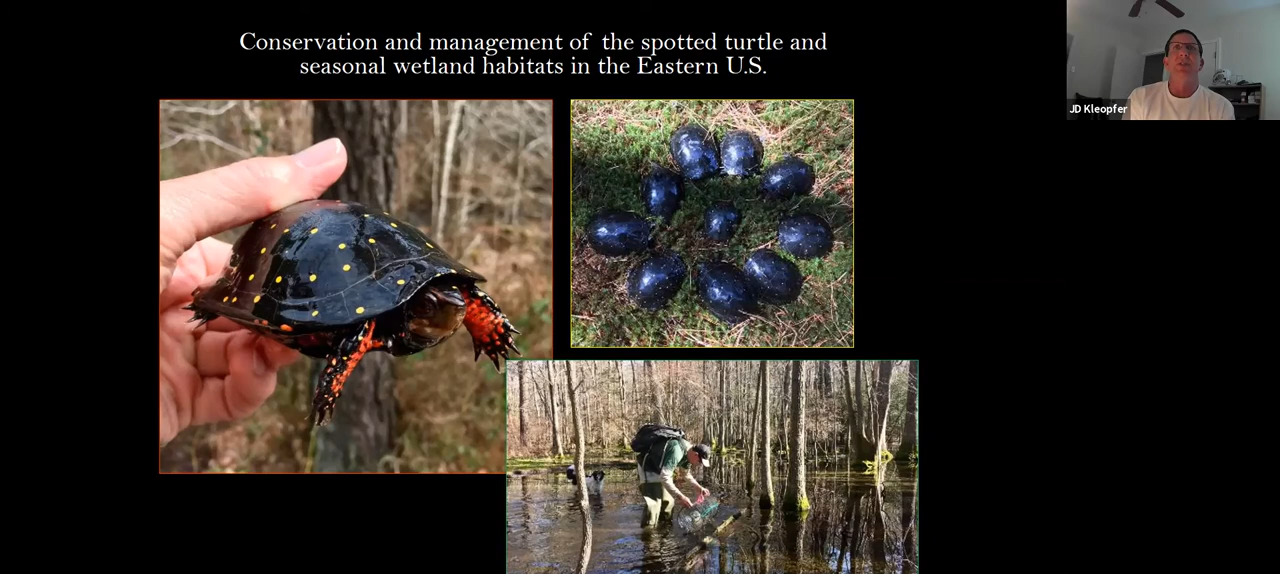 Conservation and management of the spotted turtle and
seasonal wetland habitats in the Eastern U.S.
JD Kleopfer